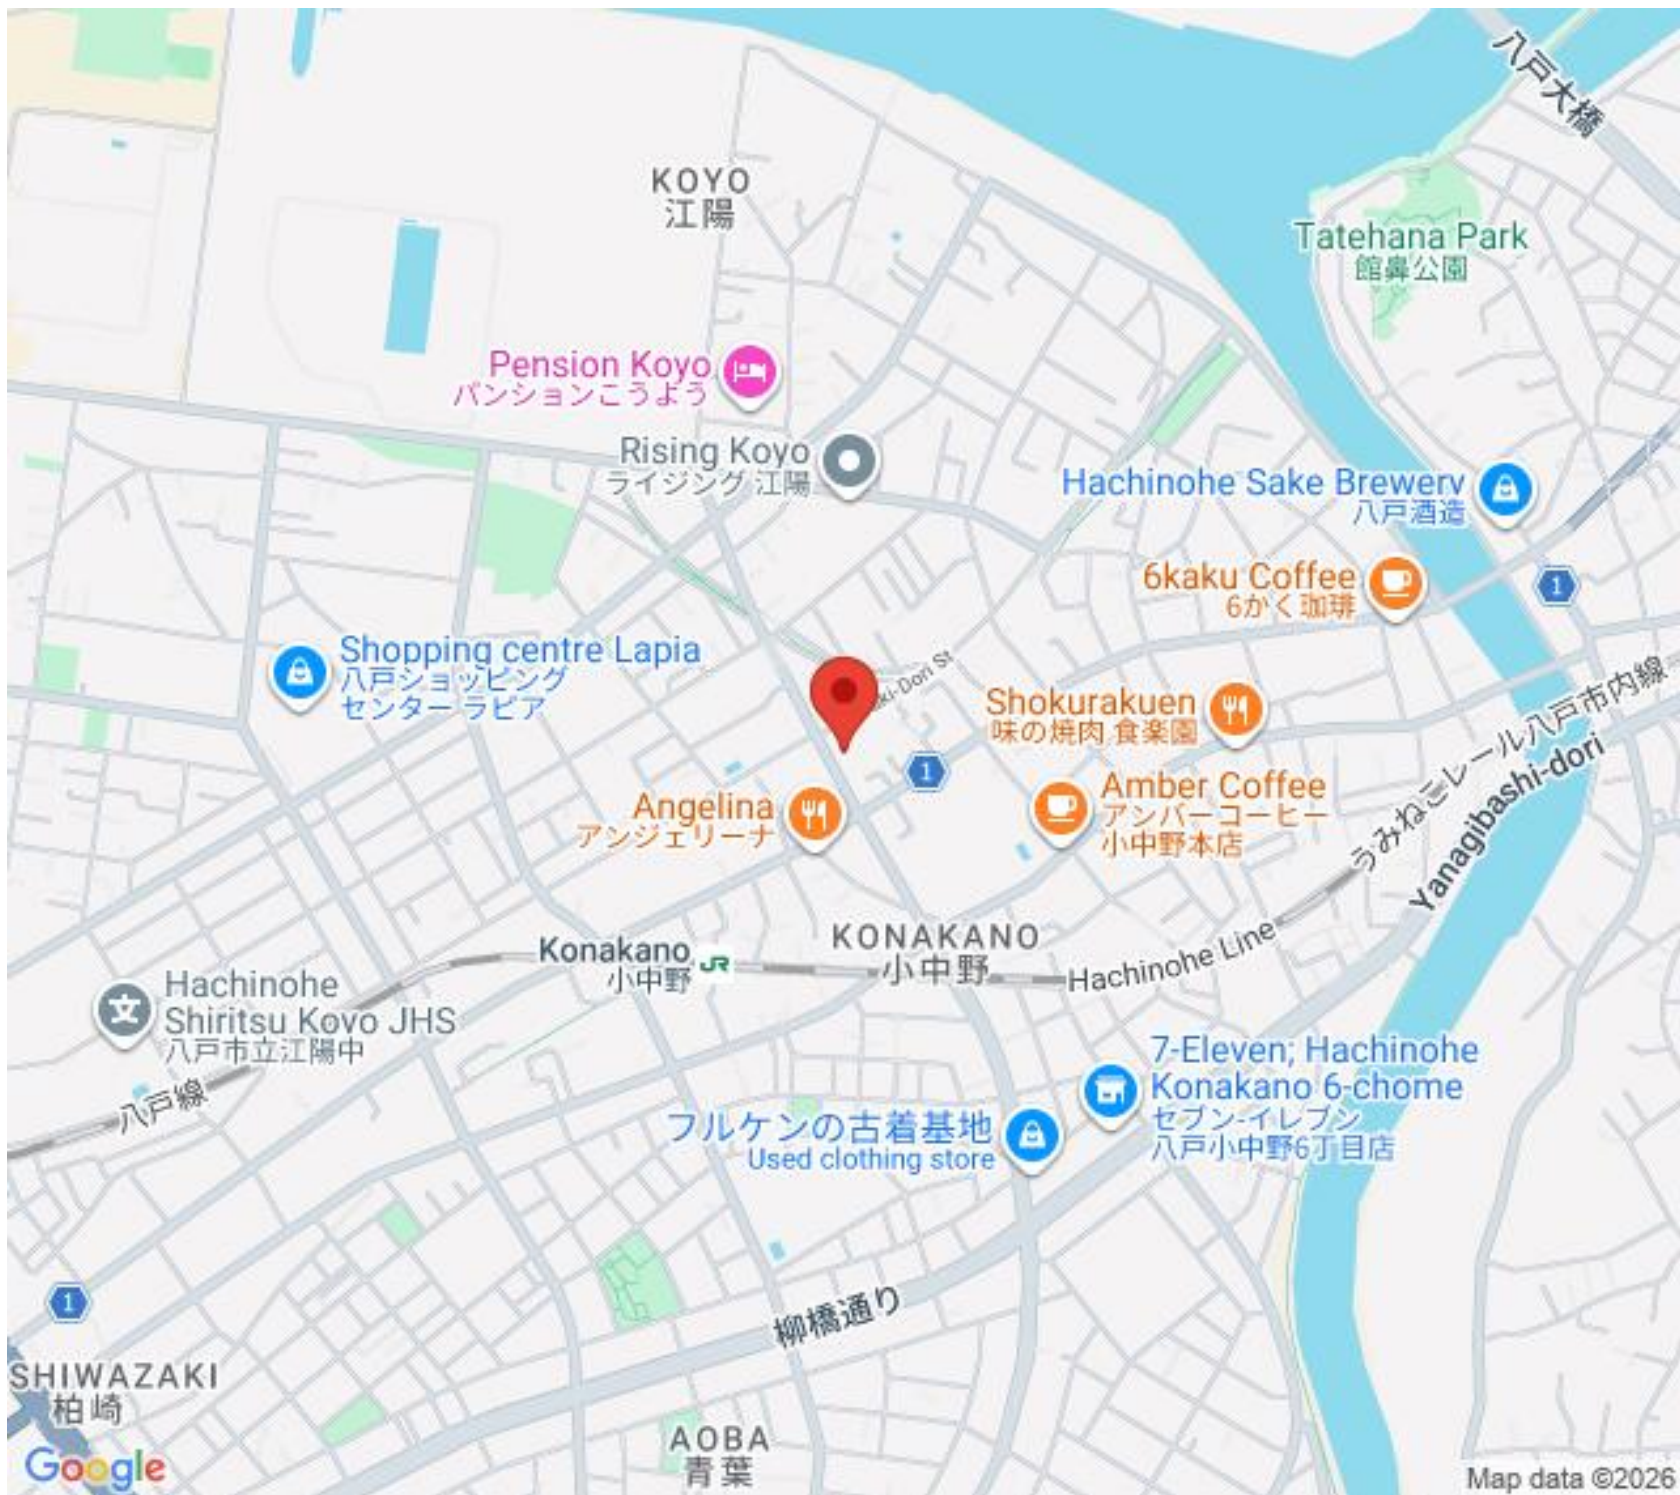 八戸大橋
KOYO
江陽
Tatehana Park
館鼻公園
Pension Koyo
パンションこうよう
Rising Koyo
ライジング 江陽
Hachinohe Sake Brewery
八戸酒造
6kaku Coffee
6かく珈琲
1
Shopping centre Lapia
八戸ショッピング
センター ラピア
ki-Dori St
Shokurakuen
味の焼肉 食楽園
うみねこレール八戸市内線
Yanagibashi-dori
1
Angelina
アンジェリーナ
Amber Coffee
アンバーコーヒー
小中野本店
KONAKANO
小中野
Konakano
小中野
JR
Hachinohe Line
Hachinohe
Shiritsu Koyo JHS
八戸市立江陽中
文
八戸線
7-Eleven; Hachinohe
Konakano 6-chome
セブン-イレブン
八戸小中野6丁目店
フルケンの古着基地
Used clothing store
1
柳橋通り
SHIWAZAKI
柏崎
AOBA
青葉
Google
Map data ©2026